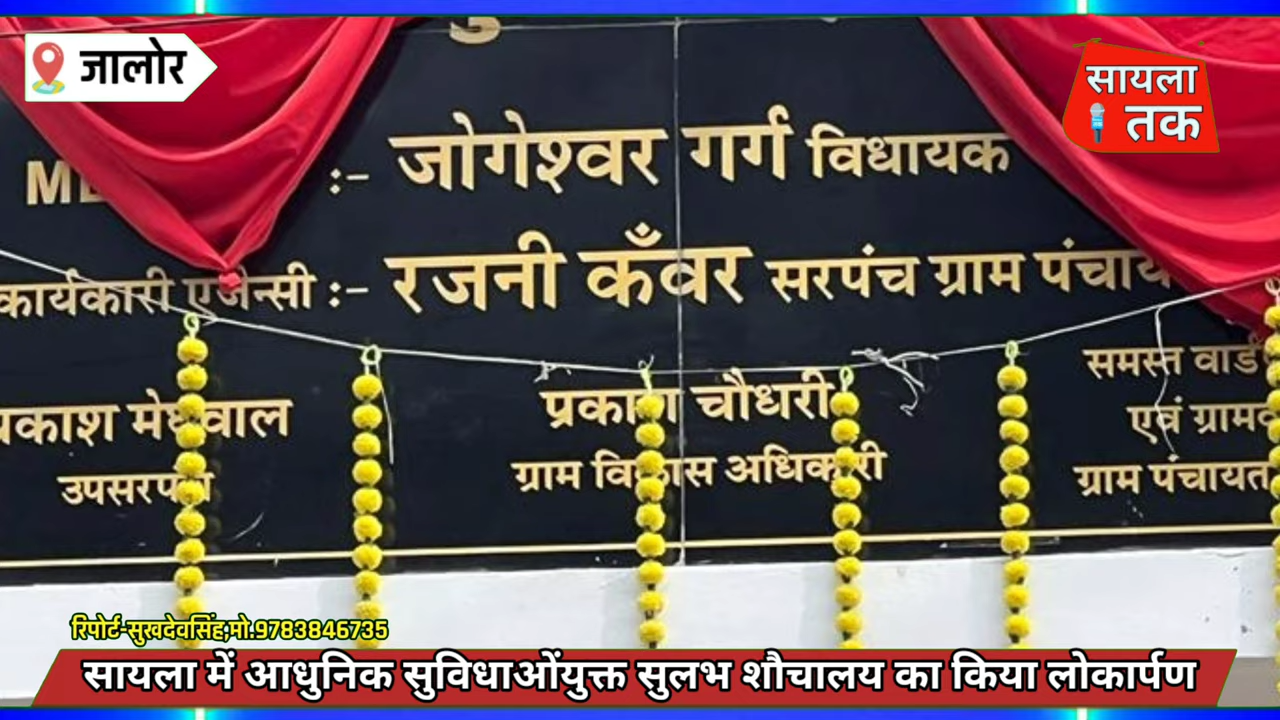 जालोर
सायला
तक
:- जोगेश्वर गर्ग विधायक
कार्यकारी एजेन्सी :- रजनी कँवर सरपंच ग्राम पंचाय
प्रकाश मेघवाल
उपसरपंच
प्रकाश चौधरी
ग्राम विकास अधिकारी
समस्त वार्ड
एवं ग्राम
ग्राम पंचायत
रिपोर्ट-सुखदेवसिंह,मो.9783846735
सायला में आधुनिक सुविधाओंयुक्त सुलभ शौचालय का किया लोकार्पण